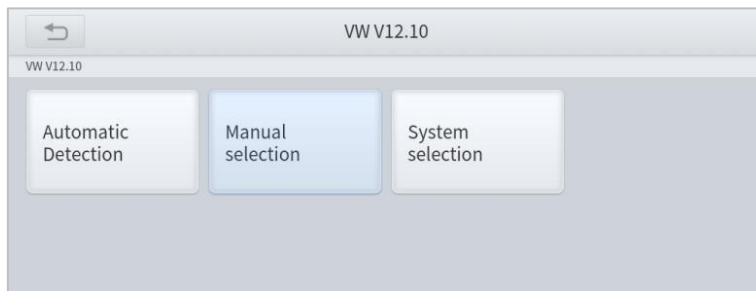 VW V12.10
VW V12.10
Automatic
Detection
Manual
selection
System
selection